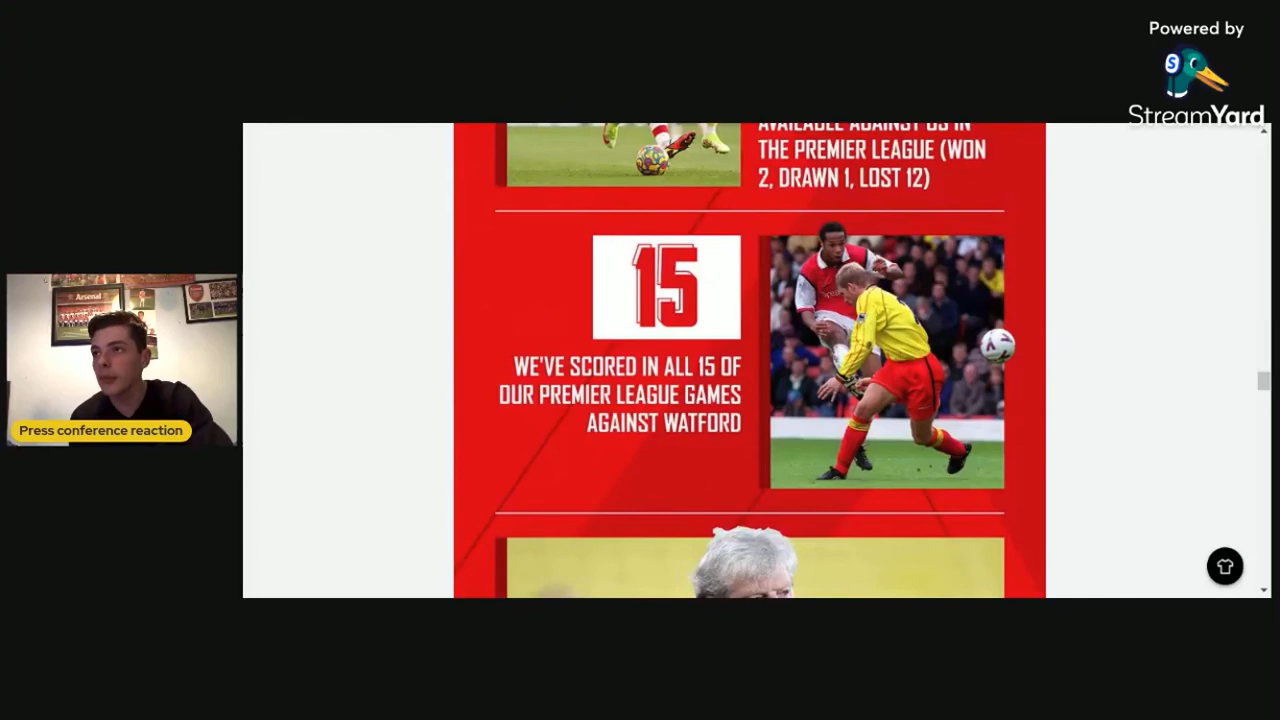 Powered by
StreamYard
AVAILABLE AGAINST US IN
THE PREMIER LEAGUE (WON
2, DRAWN 1, LOST 12)
15
WE'VE SCORED IN ALL 15 OF
OUR PREMIER LEAGUE GAMES
AGAINST WATFORD
Arsenal
Press conference reaction